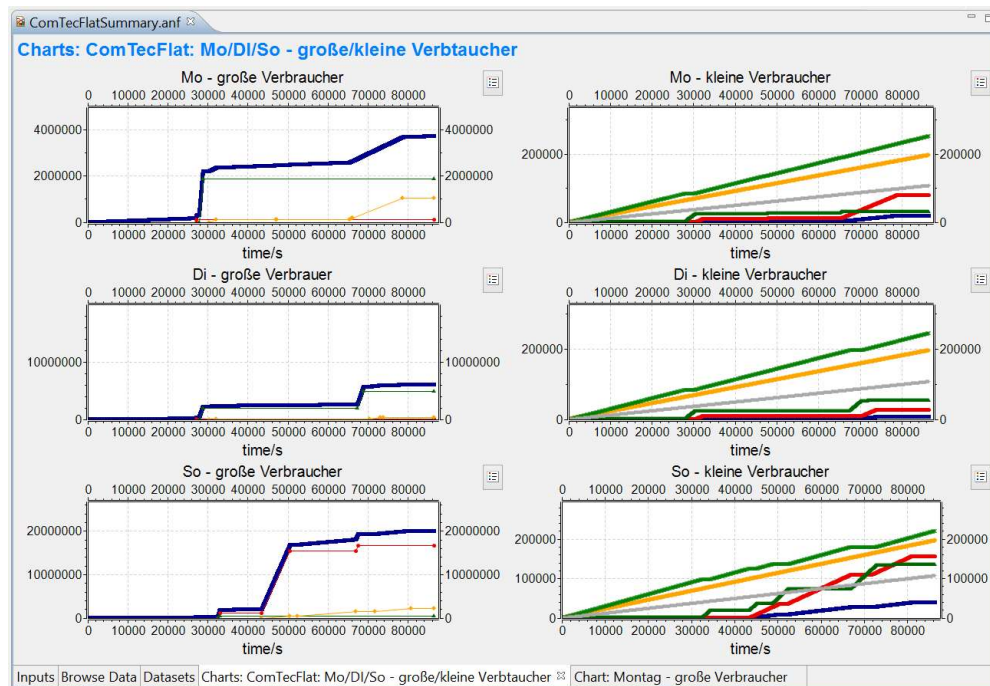 ComTecFlatSummary.anf
Charts: ComTecFlat: Mo/DI/So - große/kleine Verbtaucher
Mo - große Verbraucher
0 10000 20000 30000 40000 50000 60000 70000 80000
4000000 4000000
2000000 2000000
0 0
0 10000 20000 30000 40000 50000 60000 70000 80000
time/s
Mo - kleine Verbraucher
0 10000 20000 30000 40000 50000 60000 70000 80000
200000 200000
0 0
0 10000 20000 30000 40000 50000 60000 70000 80000
time/s
Di - große Verbrauer
0 10000 20000 30000 40000 50000 60000 70000 80000
10000000 10000000
0 0
0 10000 20000 30000 40000 50000 60000 70000 80000
time/s
Di - kleine Verbraucher
0 10000 20000 30000 40000 50000 60000 70000 80000
200000 200000
0 0
0 10000 20000 30000 40000 50000 60000 70000 80000
time/s
So - große Verbraucher
0 10000 20000 30000 40000 50000 60000 70000 80000
20000000 20000000
10000000 10000000
0 0
0 10000 20000 30000 40000 50000 60000 70000 80000
time/s
So - kleine Verbraucher
0 10000 20000 30000 40000 50000 60000 70000 80000
200000 200000
100000 100000
0 0
0 10000 20000 30000 40000 50000 60000 70000 80000
time/s
Inputs Browse Data Datasets Charts: ComTecFlat: Mo/DI/So - große/kleine Verbtaucher Chart: Montag - große Verbraucher